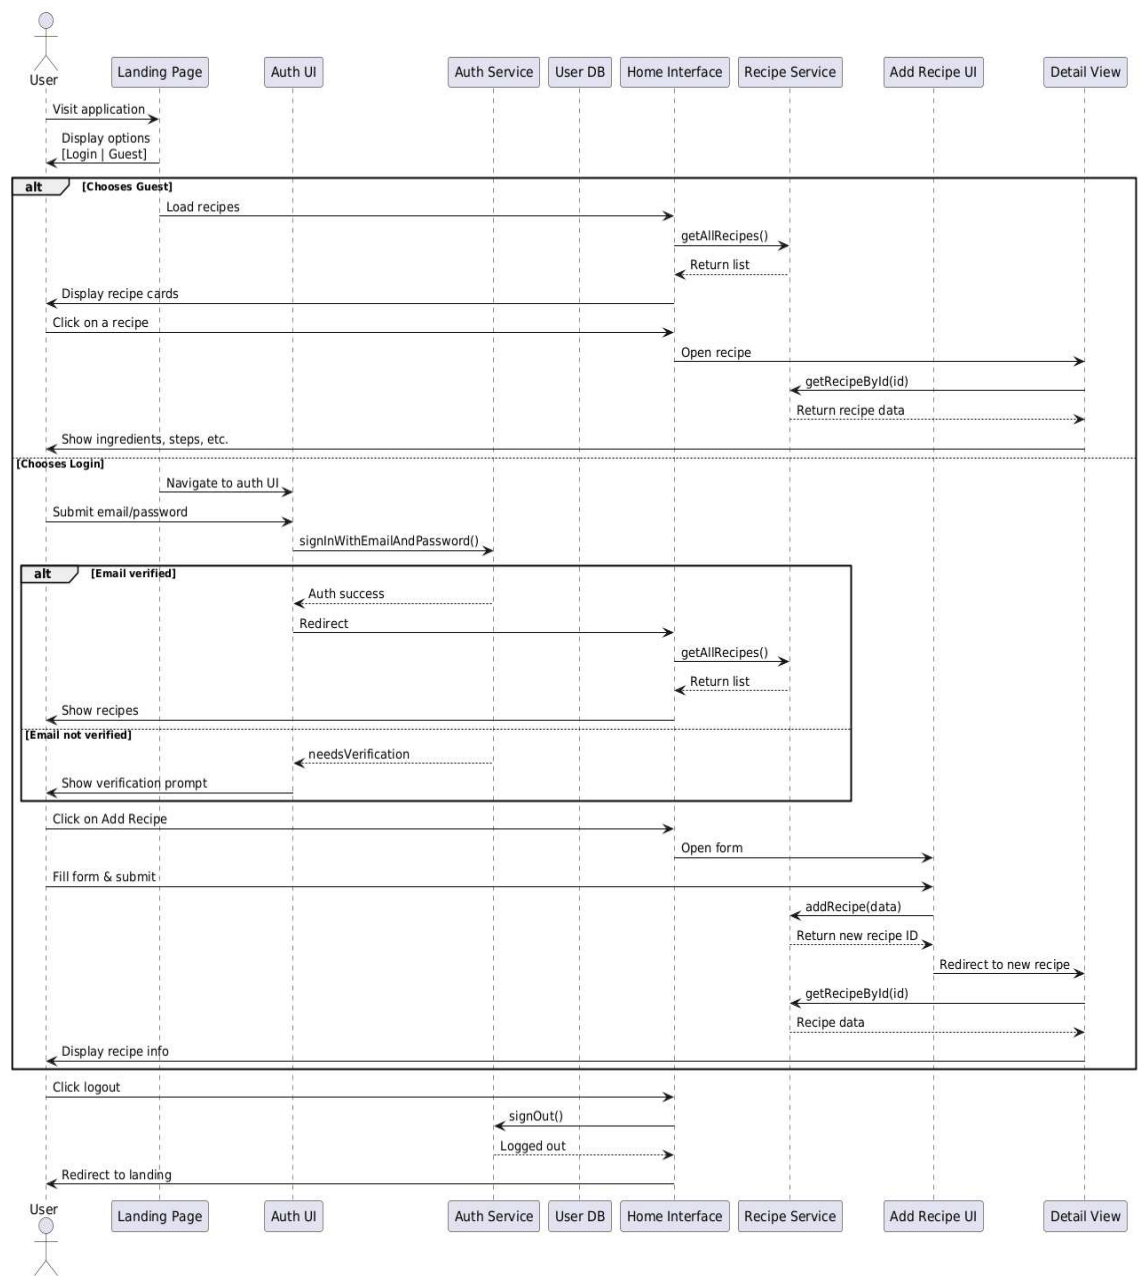 User
Landing Page
Auth UI
Auth Service
User DB
Home Interface
Recipe Service
Add Recipe UI
Detail View
Visit application
Display options
[Login | Guest]
alt [Chooses Guest]
Load recipes
getAllRecipes()
Return list
Display recipe cards
Click on a recipe
Open recipe
getRecipeById(id)
Return recipe data
Show ingredients, steps, etc.
[Chooses Login]
Navigate to auth UI
Submit email/password
signInWithEmailAndPassword()
alt [Email verified]
Auth success
Redirect
getAllRecipes()
Return list
Show recipes
[Email not verified]
needsVerification
Show verification prompt
Click on Add Recipe
Open form
Fill form & submit
addRecipe(data)
Return new recipe ID
Redirect to new recipe
getRecipeById(id)
Recipe data
Display recipe info
Click logout
signOut()
Logged out
Redirect to landing
User
Landing Page
Auth UI
Auth Service
User DB
Home Interface
Recipe Service
Add Recipe UI
Detail View